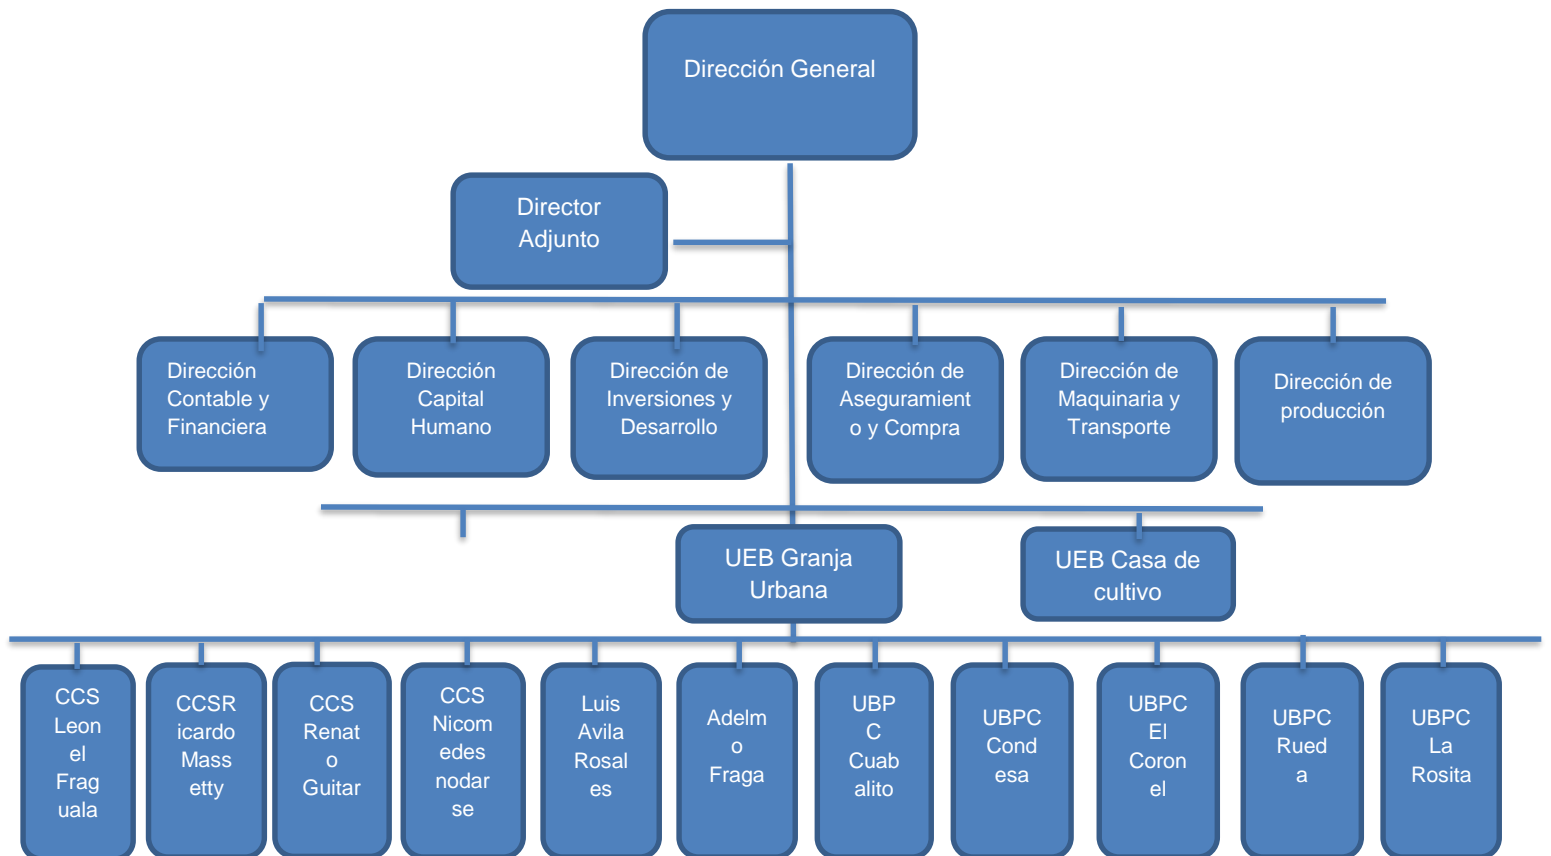 Dirección General
Director
Adjunto
Dirección
Contable y
Financiera
Dirección
Capital
Humano
Dirección de
Inversiones y
Desarrollo
Dirección de
Aseguramient
o y Compra
Dirección de
Maquinaria y
Transporte
Dirección de
producción
UEB Granja
Urbana
UEB Casa de
cultivo
CCS
Leon
el
Frag
uala
CCSR
icardo
Mass
etty
CCS
Renat
o
Guitar
CCS
Nicom
edes
nodar
se
Luis
Avila
Rosal
es
Adelm
o
Fraga
UBP
C
Cuab
alito
UBPC
Cond
esa
UBPC
El
Coron
el
UBPC
Rued
a
UBPC
La
Rosita